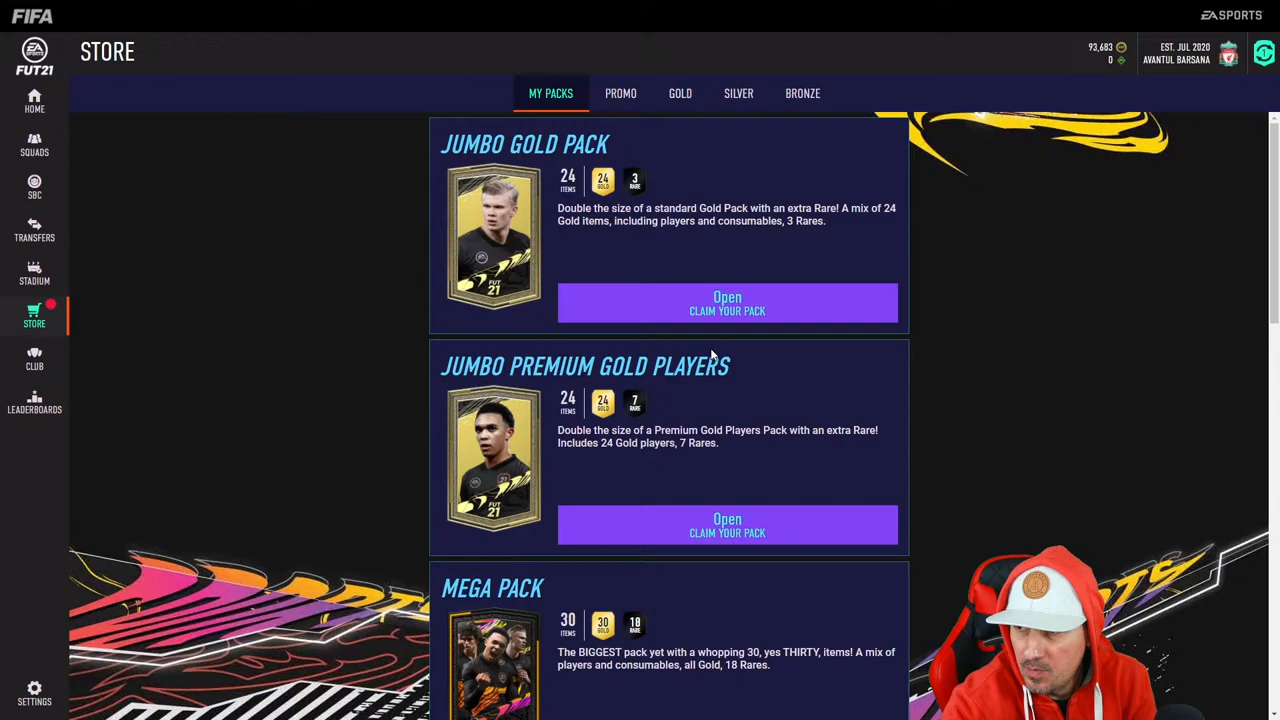 FIFA
EA SPORTS
EA SPORTS
FUT21
STORE
93,683
0
EST. JUL 2020
AVANTUL BARSANA
MY PACKS
PROMO
GOLD
SILVER
BRONZE
HOME
SQUADS
SBC
TRANSFERS
STADIUM
STORE
CLUB
LEADERBOARDS
SETTINGS
JUMBO GOLD PACK
24
ITEMS
24
GOLD
3
RARE
Double the size of a standard Gold Pack with an extra Rare! A mix of 24
Gold items, including players and consumables, 3 Rares.
FUT
21
Open
CLAIM YOUR PACK
JUMBO PREMIUM GOLD PLAYERS
24
ITEMS
24
GOLD
7
RARE
Double the size of a Premium Gold Players Pack with an extra Rare!
Includes 24 Gold players, 7 Rares.
FUT
21
Open
CLAIM YOUR PACK
MEGA PACK
30
ITEMS
30
GOLD
18
RARE
The BIGGEST pack yet with a whopping 30, yes THIRTY, items! A mix of
players and consumables, all Gold, 18 Rares.